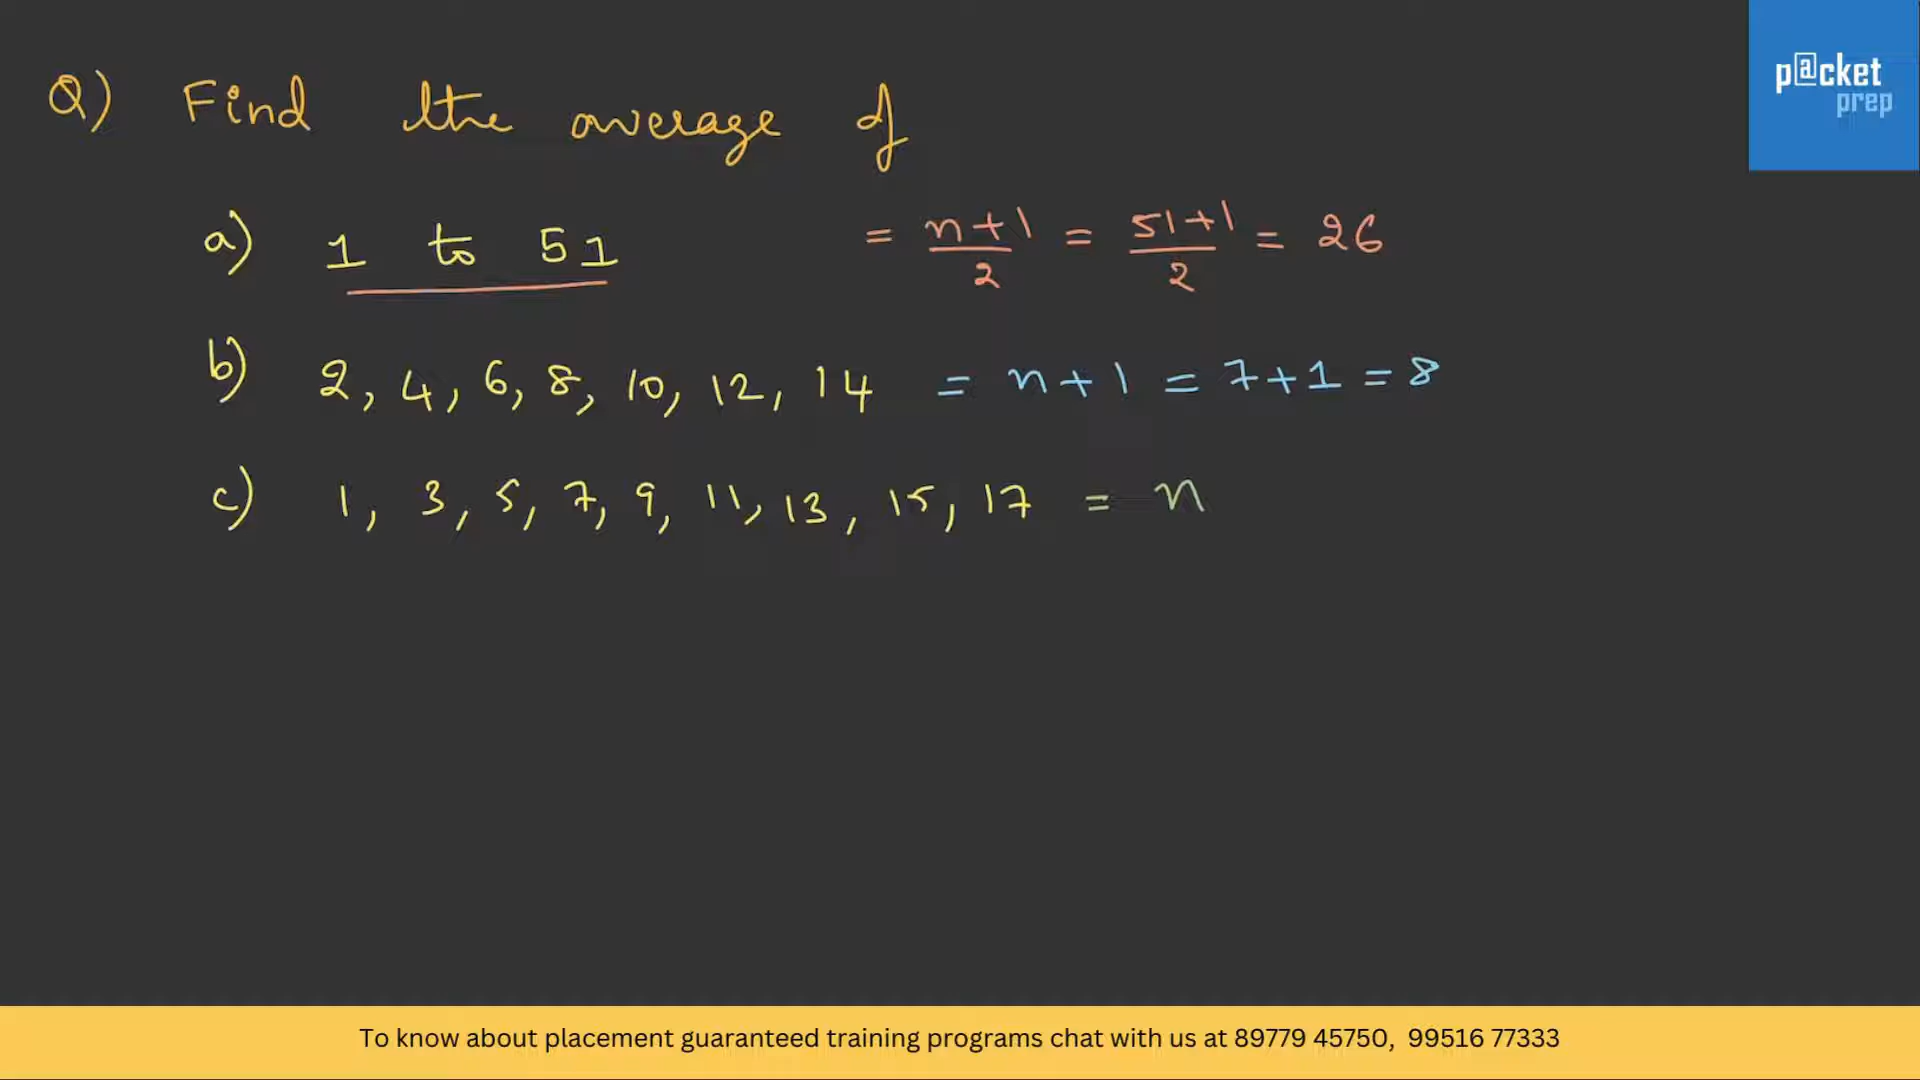 p@cket
prep
Q) Find the average of
a) 1 to 51 = n+1/2 = 51+1/2 = 26
b) 2, 4, 6, 8, 10, 12, 14 = n+1 = 7+1 = 8
c) 1, 3, 5, 7, 9, 11, 13, 15, 17 = n
To know about placement guaranteed training programs chat with us at 89779 45750, 99516 77333